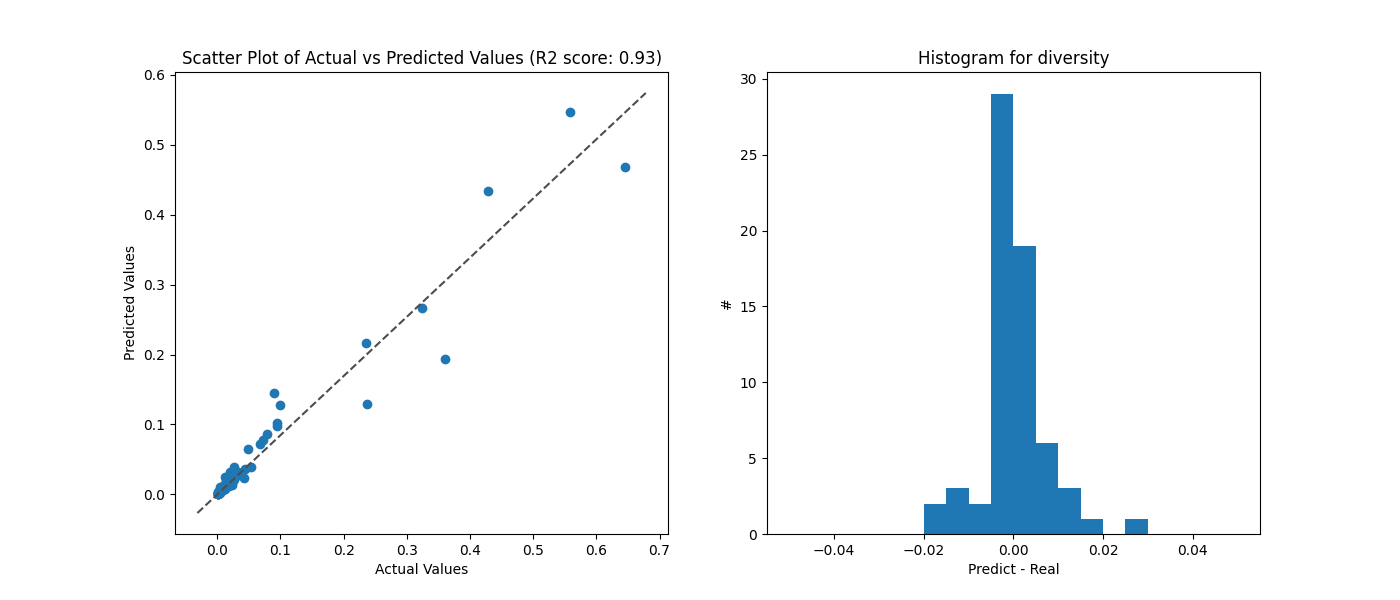 Scatter Plot of Actual vs Predicted Values (R2 score: 0.93)
0.6
0.5
0.4
0.3
0.2
0.1
0.0
Predicted Values
0.0 0.1 0.2 0.3 0.4 0.5 0.6 0.7
Actual Values
Histogram for diversity
30
25
20
15
10
5
0
#
−0.04 −0.02 0.00 0.02 0.04
Predict - Real